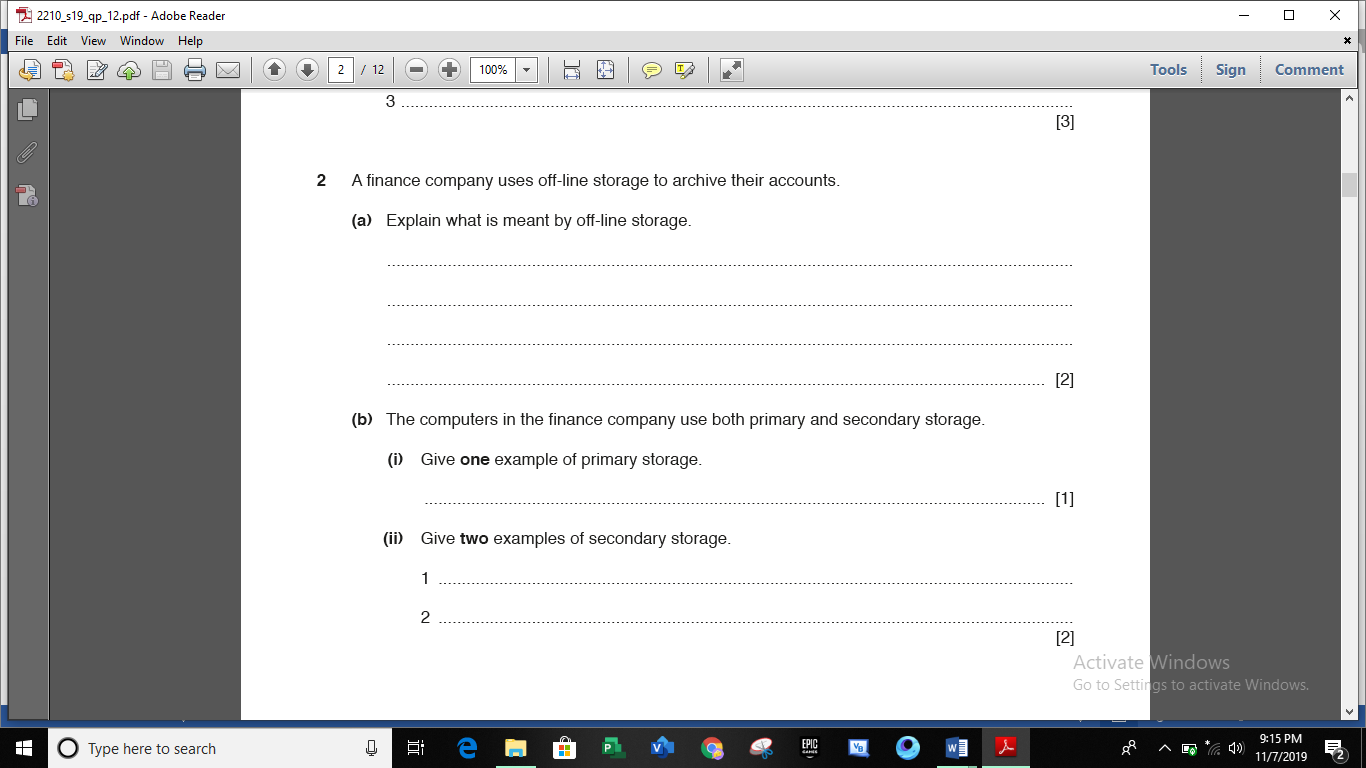 2210_s19_qp_12.pdf - Adobe Reader
File Edit View Window Help
2 / 12 100% Tools Sign Comment
3 ........................................................................
[3]
2 A finance company uses off-line storage to archive their accounts.
(a) Explain what is meant by off-line storage.
........................................................................
........................................................................
........................................................................
........................................................................ [2]
(b) The computers in the finance company use both primary and secondary storage.
(i) Give one example of primary storage.
........................................................................ [1]
(ii) Give two examples of secondary storage.
1 ........................................................................
2 ........................................................................
[2]
Activate Windows
Go to Settings to activate Windows.
Type here to search
EPIC GAMES
9:15 PM
11/7/2019
2